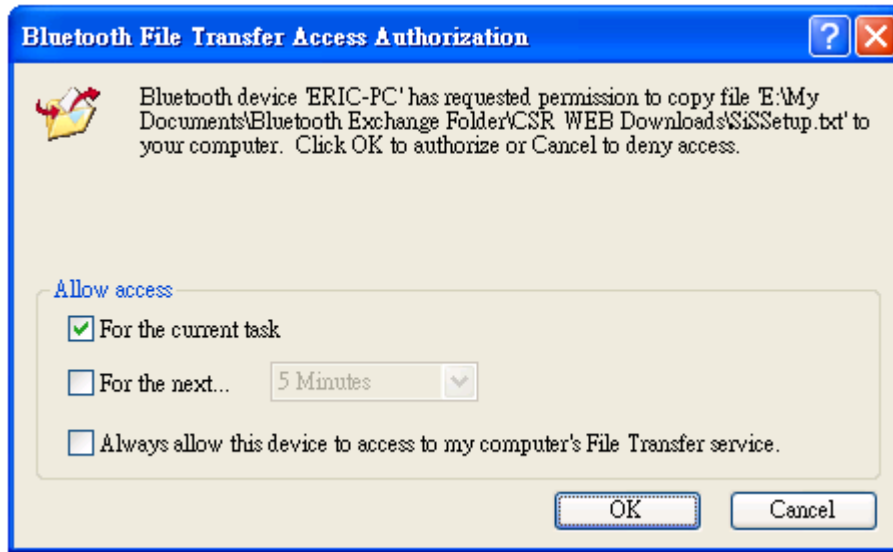 Bluetooth File Transfer Access Authorization
Bluetooth device 'ERIC-PC' has requested permission to copy file 'E:\My
Documents\Bluetooth Exchange Folder\CSR WEB Downloads\SiSSetup.txt' to
your computer.  Click OK to authorize or Cancel to deny access.
Allow access
For the current task
For the next... 5 Minutes
Always allow this device to access to my computer's File Transfer service.
OK Cancel